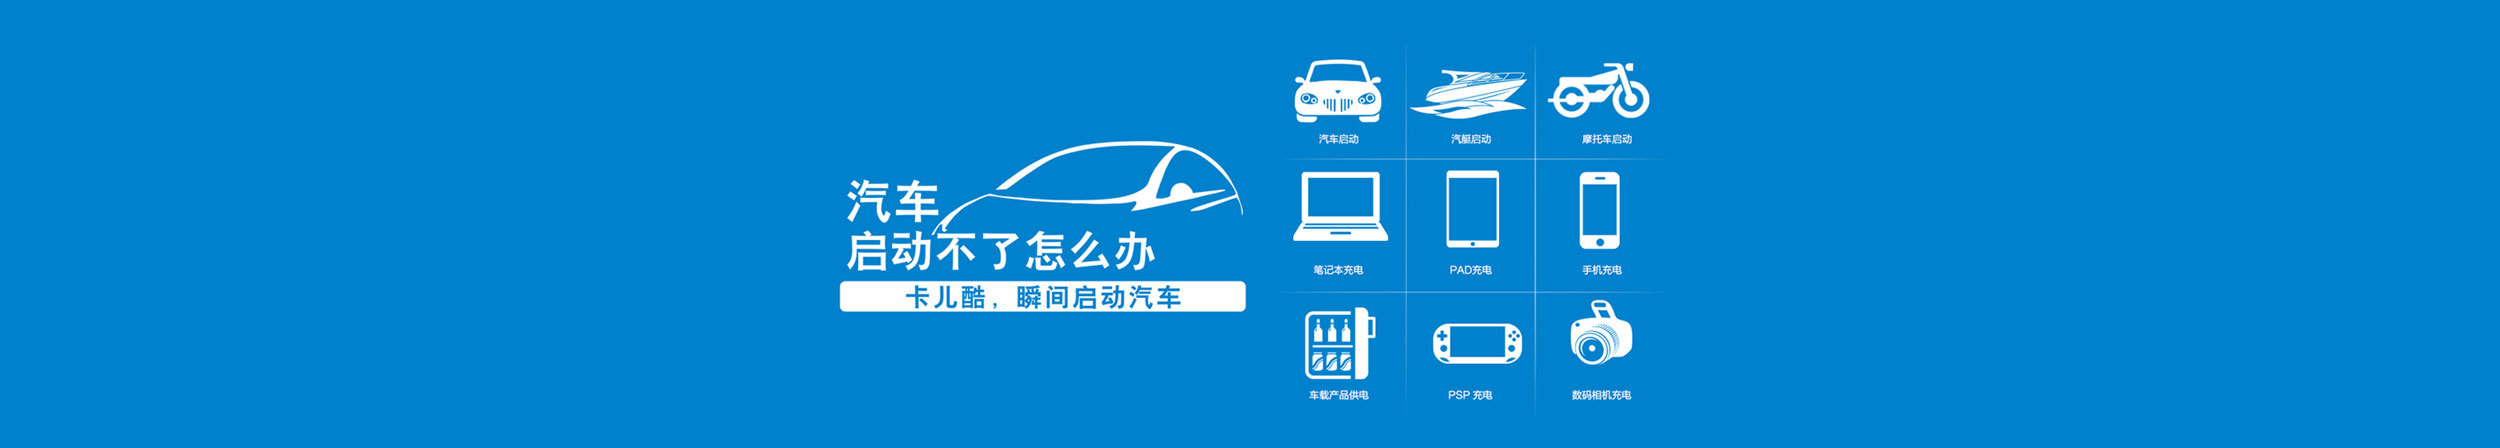 汽车
启动不了怎么办
卡儿酷，瞬间启动汽车
汽车启动
汽艇启动
摩托车启动
笔记本充电
PAD充电
手机充电
车载产品供电
PSP 充电
数码相机充电